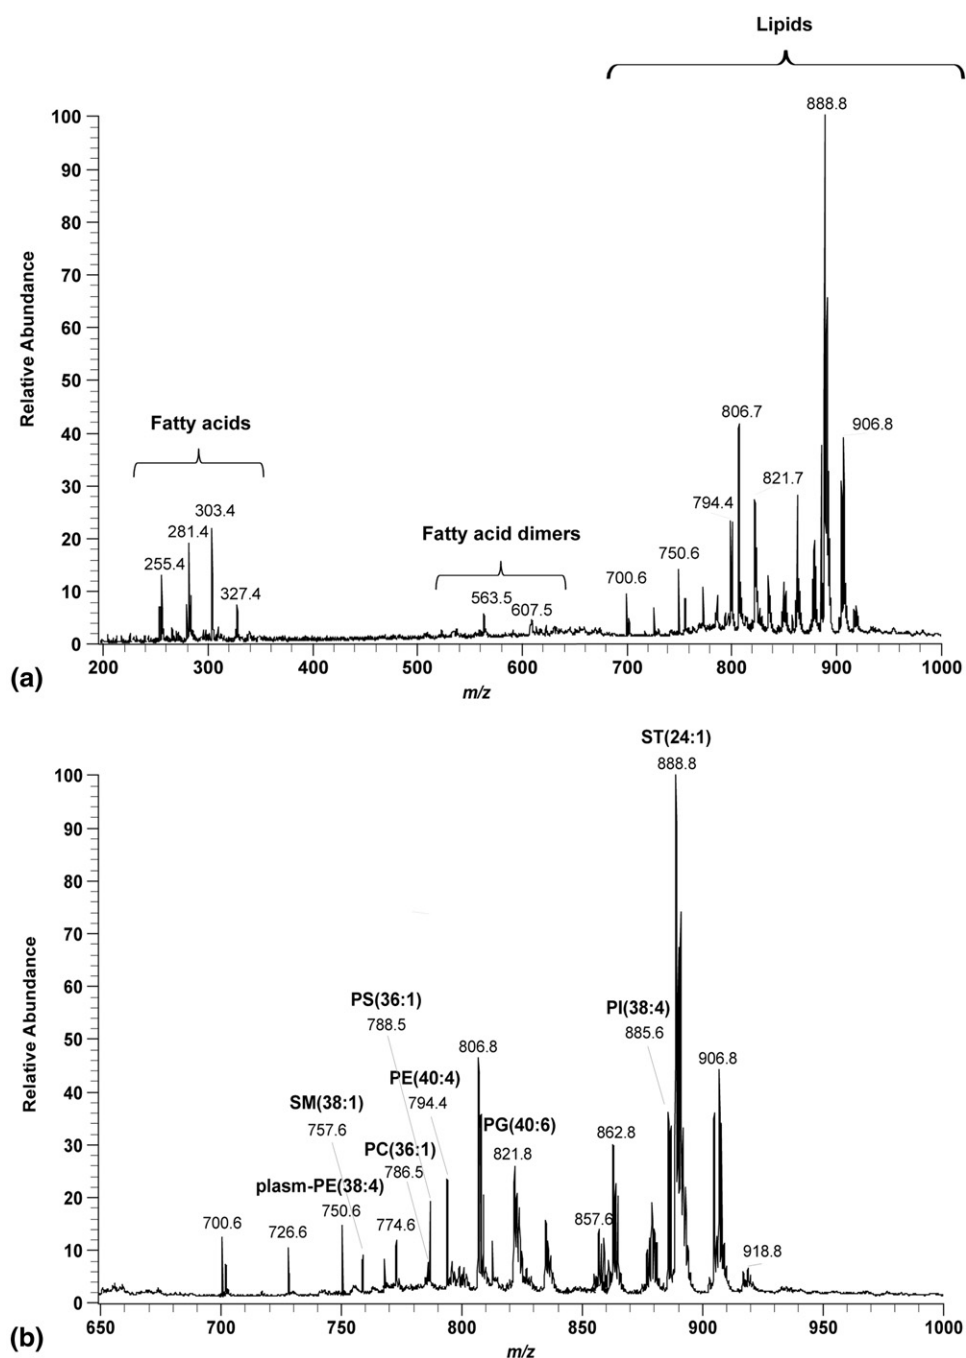 Lipids
888.8
100
90
80
70
60
50
40
30
20
10
0
Relative Abundance
Fatty acids
255.4
281.4
303.4
327.4
Fatty acid dimers
563.5
607.5
700.6
750.6
794.4
806.7
821.7
906.8
200 300 400 500 600 700 800 900 1000
m/z
(a)
ST(24:1)
888.8
100
90
80
70
60
50
40
30
20
10
0
Relative Abundance
PS(36:1)
788.5
PI(38:4)
885.6
806.8
906.8
PE(40:4)
794.4
SM(38:1)
757.6
PG(40:6)
821.8
862.8
PC(36:1)
786.5
plasm-PE(38:4)
750.6
700.6
726.6
774.6
857.6
918.8
650 700 750 800 850 900 950 1000
m/z
(b)